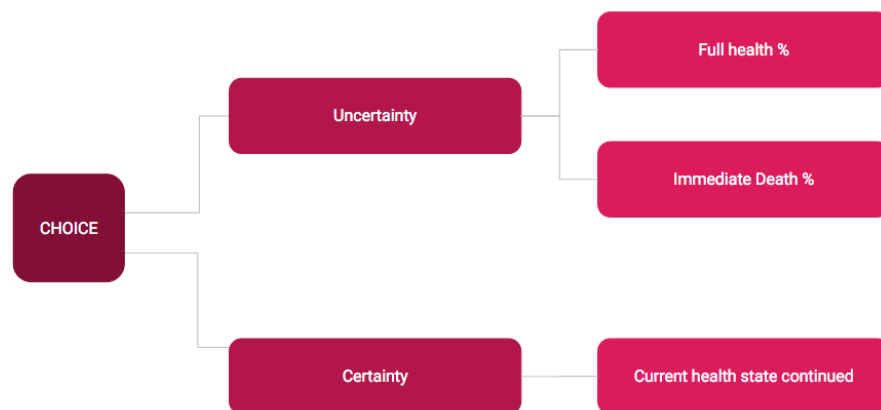 Full health %
Uncertainty
Immediate Death %
CHOICE
Certainty
Current health state continued